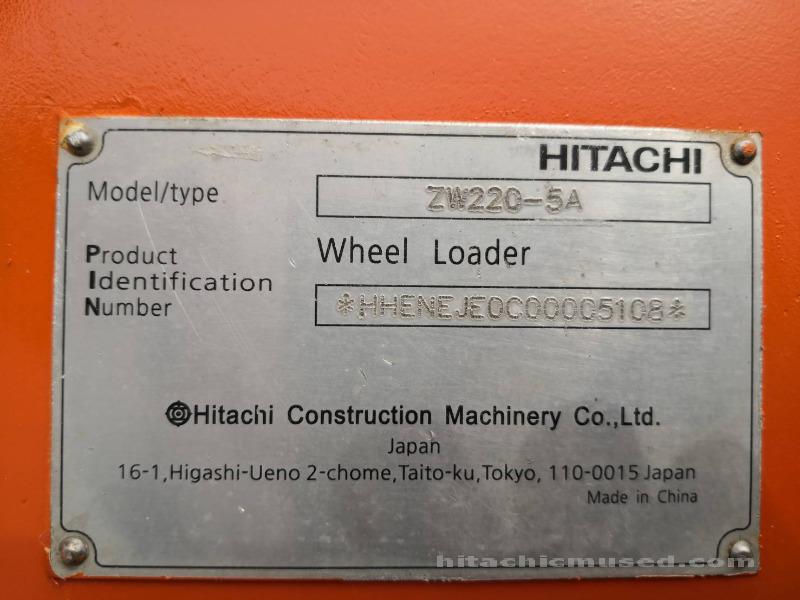 HITACHI
Model/type ZW220-5A
Wheel Loader
Product
Identification
Number *HHENEJE0C00005108*
Hitachi Construction Machinery Co.,Ltd.
Japan
16-1,Higashi-Ueno 2-chome,Taito-ku,Tokyo, 110-0015 Japan
Made in China
hitachicmused.com